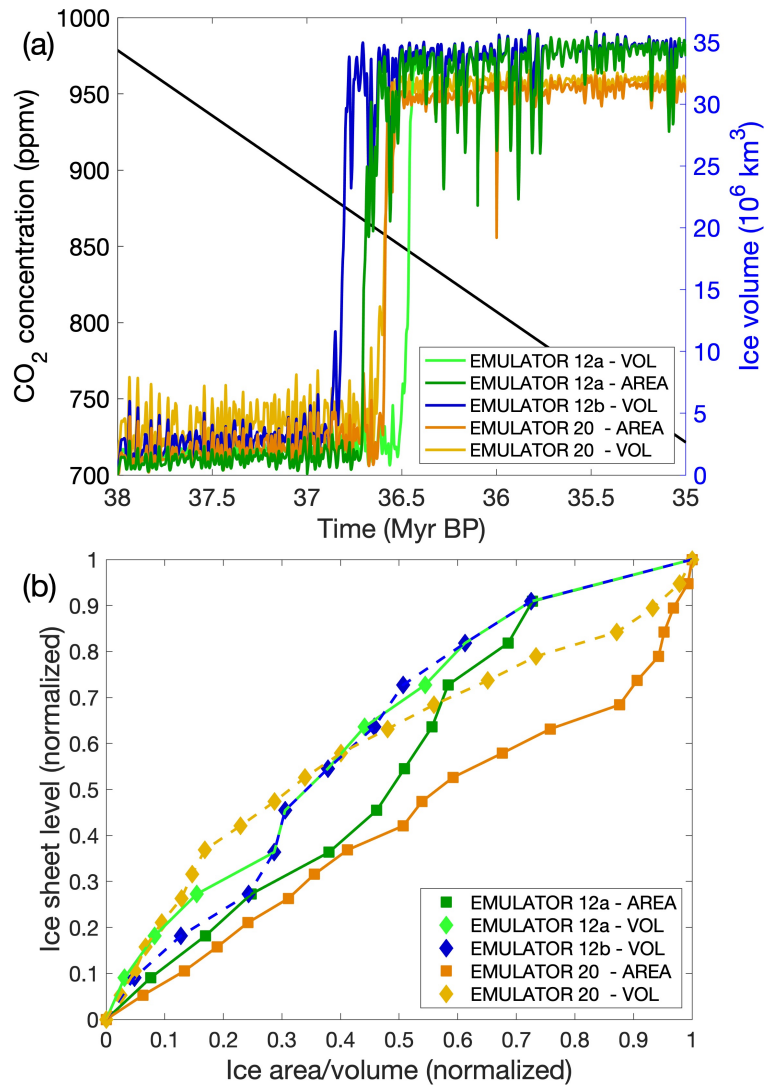 (a)
1000
950
900
850
800
750
700
CO2 concentration (ppmv)
35
30
25
20
15
10
5
0
Ice volume (10^6 km^3)
EMULATOR 12a - VOL
EMULATOR 12a - AREA
EMULATOR 12b - VOL
EMULATOR 20 - AREA
EMULATOR 20 - VOL
38 37.5 37 36.5 36 35.5 35
Time (Myr BP)
(b)
1
0.9
0.8
0.7
0.6
0.5
0.4
0.3
0.2
0.1
0
Ice sheet level (normalized)
EMULATOR 12a - AREA
EMULATOR 12a - VOL
EMULATOR 12b - VOL
EMULATOR 20 - AREA
EMULATOR 20 - VOL
0 0.1 0.2 0.3 0.4 0.5 0.6 0.7 0.8 0.9 1
Ice area/volume (normalized)